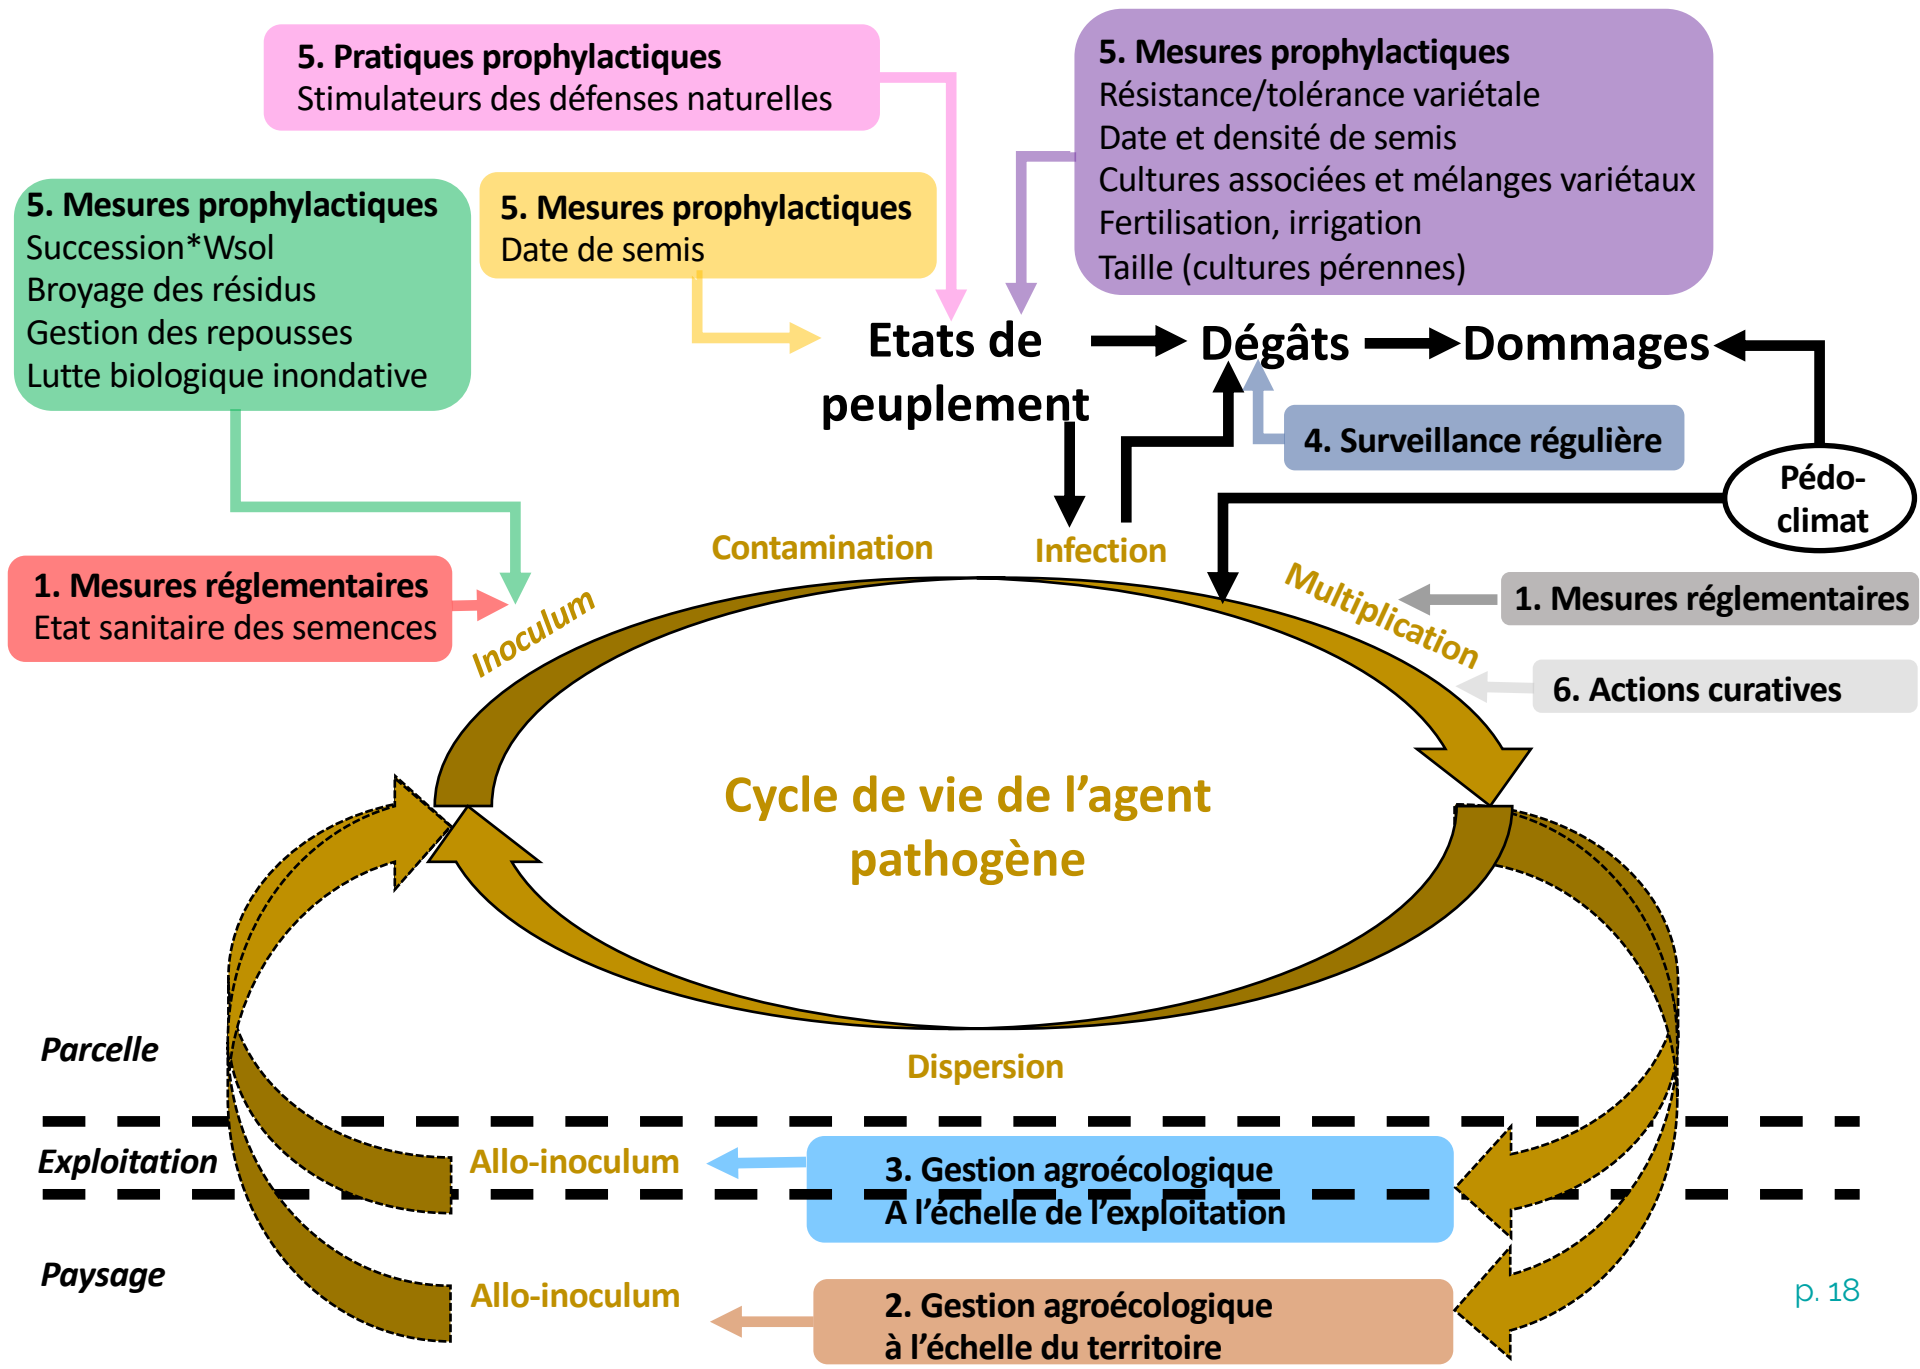 5. Pratiques prophylactiques
Stimulateurs des défenses naturelles
5. Mesures prophylactiques
Résistance/tolérance variétale
Date et densité de semis
Cultures associées et mélanges variétaux
Fertilisation, irrigation
Taille (cultures pérennes)
5. Mesures prophylactiques
Succession*Wsol
Broyage des résidus
Gestion des repousses
Lutte biologique inondative
5. Mesures prophylactiques
Date de semis
Etats de
peuplement
Dégâts
Dommages
4. Surveillance régulière
Pédo-
climat
Contamination
Infection
1. Mesures réglementaires
Etat sanitaire des semences
Inoculum
Multiplication
1. Mesures réglementaires
6. Actions curatives
Cycle de vie de l'agent
pathogène
Parcelle
Dispersion
Exploitation
Allo-inoculum
3. Gestion agroécologique
A l'échelle de l'exploitation
Paysage
Allo-inoculum
2. Gestion agroécologique
à l'échelle du territoire
p. 18